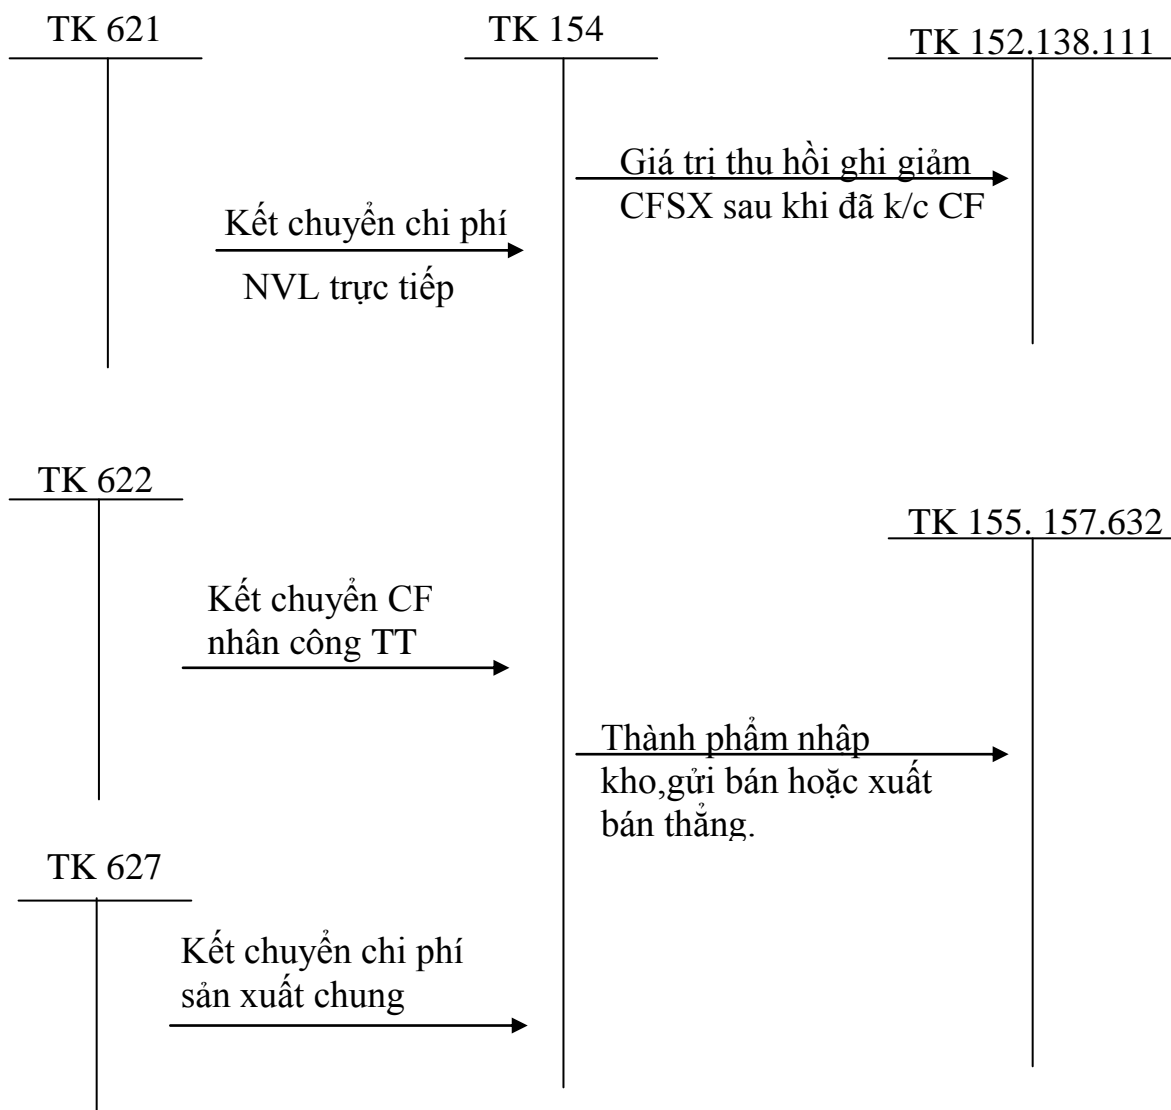 TK 621
TK 154
TK 152.138.111
Giá trị thu hồi ghi giảm
CFSX sau khi đã k/c CF
Kết chuyển chi phí
NVL trực tiếp
TK 622
TK 155. 157.632
Kết chuyển CF
nhân công TT
Thành phẩm nhập
kho,gửi bán hoặc xuất
bán thẳng.
TK 627
Kết chuyển chi phí
sản xuất chung